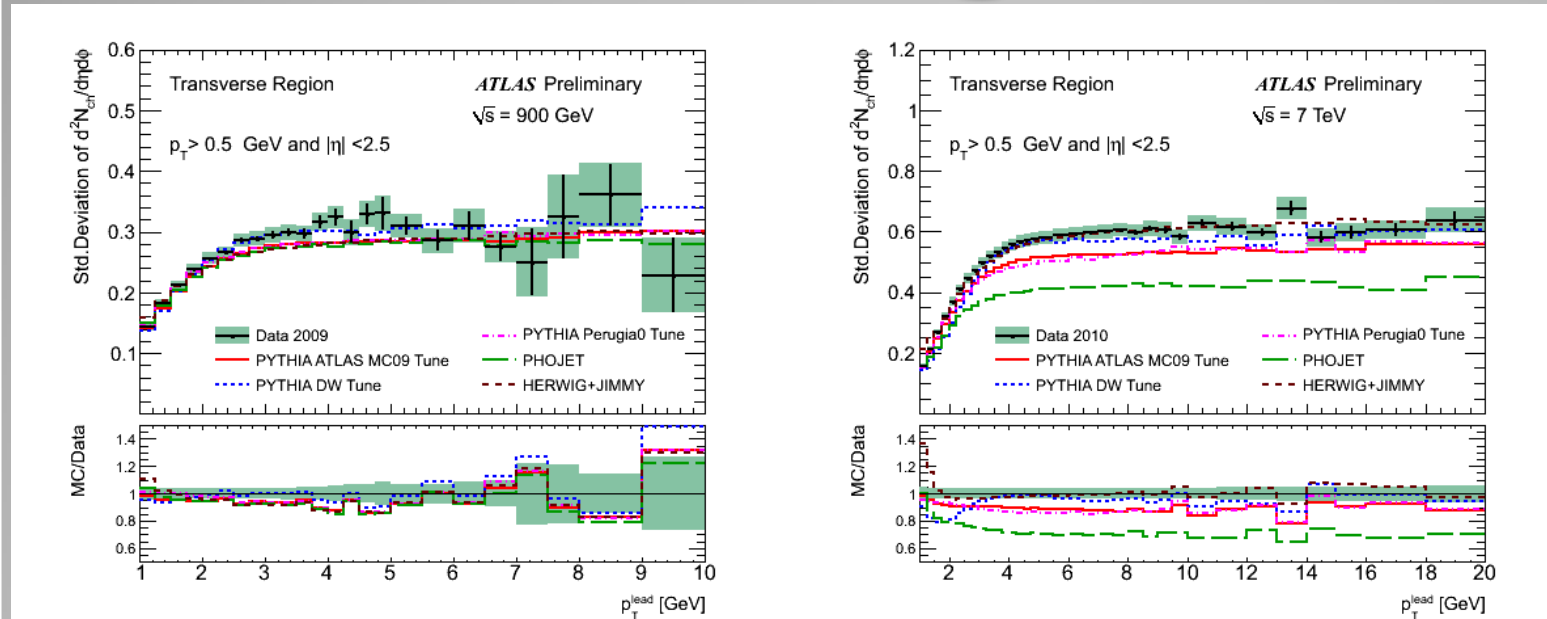 Std.Deviation of d²N_ch/dηdφ
0.6
0.5
0.4
0.3
0.2
0.1
Transverse Region
ATLAS Preliminary
√s = 900 GeV
p_T> 0.5 GeV and |η| <2.5
Data 2009
PYTHIA ATLAS MC09 Tune
PYTHIA DW Tune
PYTHIA Perugia0 Tune
PHOJET
HERWIG+JIMMY
MC/Data
1.4
1.2
1
0.8
0.6
1 2 3 4 5 6 7 8 9 10
p_T^lead [GeV]
Std.Deviation of d²N_ch/dηdφ
1.2
1
0.8
0.6
0.4
0.2
Transverse Region
ATLAS Preliminary
√s = 7 TeV
p_T> 0.5 GeV and |η| <2.5
Data 2010
PYTHIA ATLAS MC09 Tune
PYTHIA DW Tune
PYTHIA Perugia0 Tune
PHOJET
HERWIG+JIMMY
MC/Data
1.4
1.2
1
0.8
0.6
2 4 6 8 10 12 14 16 18 20
p_T^lead [GeV]